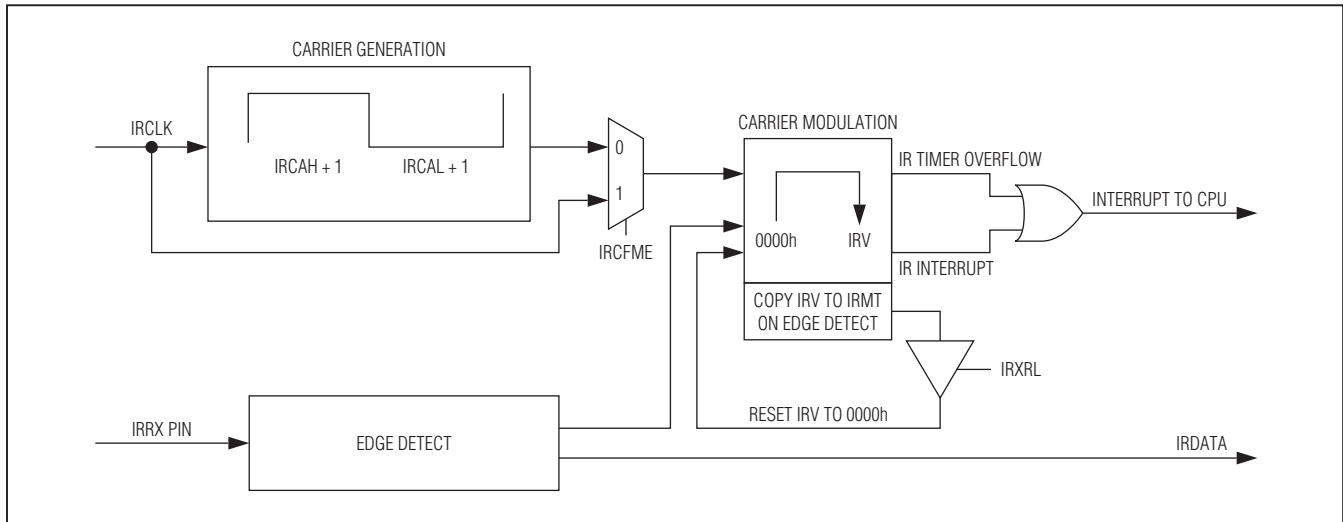 CARRIER GENERATION
IRCLK
IRCAH + 1
IRCAL + 1
0
1
IRCFME
CARRIER MODULATION
0000h
IRV
IR TIMER OVERFLOW
INTERRUPT TO CPU
IR INTERRUPT
COPY IRV TO IRMT
ON EDGE DETECT
IRXRL
RESET IRV TO 0000h
IRRX PIN
EDGE DETECT
IRDATA